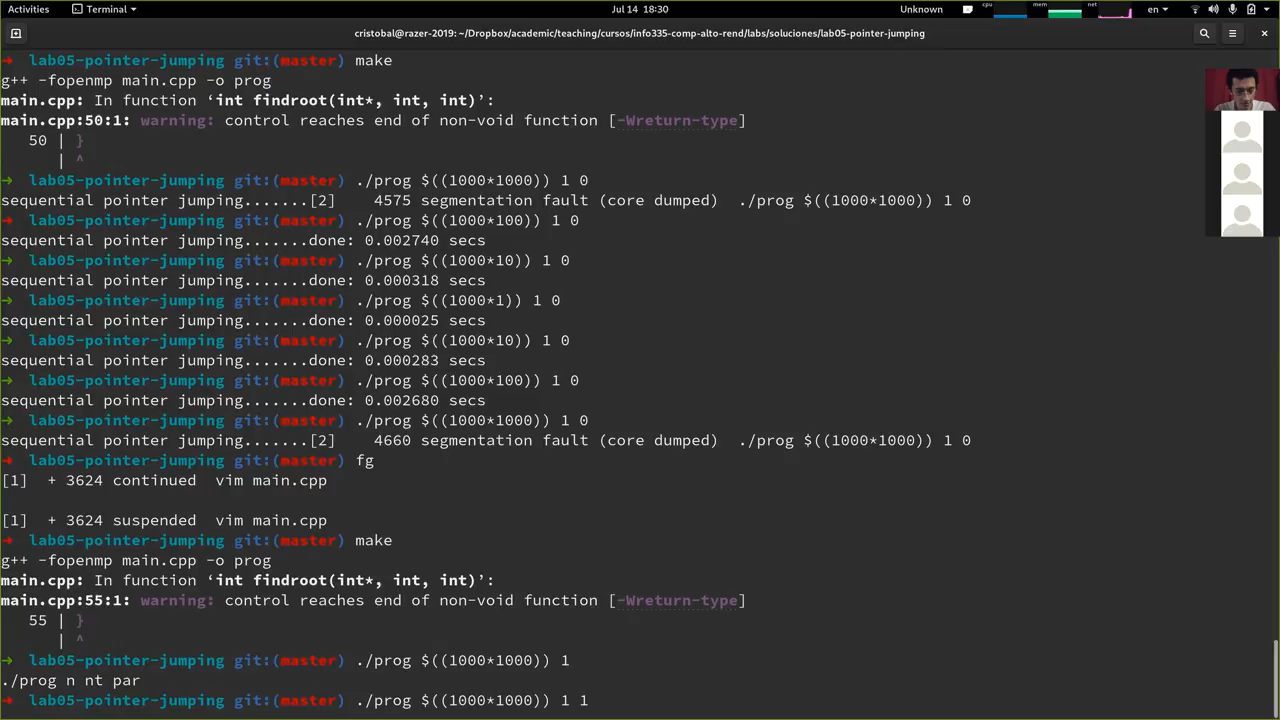 Activities Terminal Jul 14 18:30 Unknown cpu mem net en
cristobal@razer-2019: ~/Dropbox/academic/teaching/cursos/info335-comp-alto-rend/labs/soluciones/lab05-pointer-jumping
→ lab05-pointer-jumping git:(master) make
g++ -fopenmp main.cpp -o prog
main.cpp: In function ‘int findroot(int*, int, int)’:
main.cpp:50:1: warning: control reaches end of non-void function [-Wreturn-type]
50 | }
| ^
→ lab05-pointer-jumping git:(master) ./prog $((1000*1000)) 1 0
sequential pointer jumping.......[2] 4575 segmentation fault (core dumped) ./prog $((1000*1000)) 1 0
→ lab05-pointer-jumping git:(master) ./prog $((1000*100)) 1 0
sequential pointer jumping.......done: 0.002740 secs
→ lab05-pointer-jumping git:(master) ./prog $((1000*10)) 1 0
sequential pointer jumping.......done: 0.000318 secs
→ lab05-pointer-jumping git:(master) ./prog $((1000*1)) 1 0
sequential pointer jumping.......done: 0.000025 secs
→ lab05-pointer-jumping git:(master) ./prog $((1000*10)) 1 0
sequential pointer jumping.......done: 0.000283 secs
→ lab05-pointer-jumping git:(master) ./prog $((1000*100)) 1 0
sequential pointer jumping.......done: 0.002680 secs
→ lab05-pointer-jumping git:(master) ./prog $((1000*1000)) 1 0
sequential pointer jumping.......[2] 4660 segmentation fault (core dumped) ./prog $((1000*1000)) 1 0
→ lab05-pointer-jumping git:(master) fg
[1] + 3624 continued vim main.cpp
[1] + 3624 suspended vim main.cpp
→ lab05-pointer-jumping git:(master) make
g++ -fopenmp main.cpp -o prog
main.cpp: In function ‘int findroot(int*, int, int)’:
main.cpp:55:1: warning: control reaches end of non-void function [-Wreturn-type]
55 | }
| ^
→ lab05-pointer-jumping git:(master) ./prog $((1000*1000)) 1
./prog n nt par
→ lab05-pointer-jumping git:(master) ./prog $((1000*1000)) 1 1